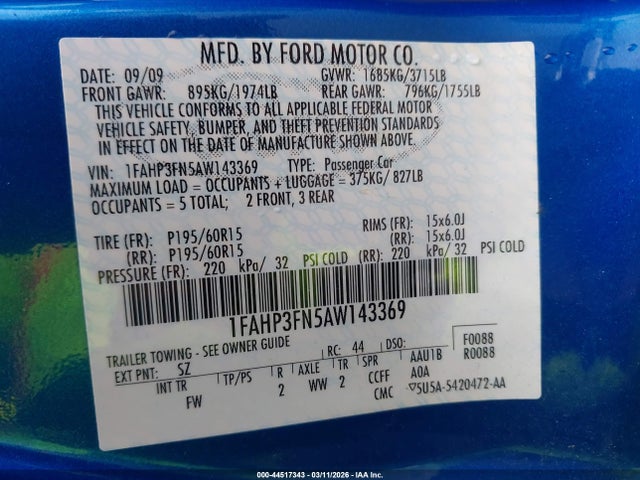 MFD. BY FORD MOTOR CO.
DATE: 09/09 GVWR: 1685KG/3715LB
FRONT GAWR: 895KG/1974LB REAR GAWR: 796KG/1755LB
THIS VEHICLE CONFORMS TO ALL APPLICABLE FEDERAL MOTOR
VEHICLE SAFETY, BUMPER, AND THEFT PREVENTION STANDARDS
IN EFFECT ON THE DATE OF MANUFACTURE SHOWN ABOVE.
VIN: 1FAHP3FN5AW143369 TYPE: Passenger Car
MAXIMUM LOAD = OCCUPANTS + LUGGAGE = 375KG/ 827LB
OCCUPANTS = 5 TOTAL; 2 FRONT, 3 REAR
TIRE (FR): P195/60R15 RIMS (FR): 15x6.0J
(RR): P195/60R15 (RR): 15x6.0J
PRESSURE (FR): 220 kPa/ 32 PSI COLD (RR): 220 kPa/ 32 PSI COLD
1FAHP3FN5AW143369
TRAILER TOWING - SEE OWNER GUIDE
RC: 44 DSO: F0088
EXT PNT: SZ R0088
INT TR TP/PS R AXLE TR SPR AAU1B
FW 2 WW 2 CCFF A0A
CMC ▽5U5A-5420472-AA
000-44517343 - 03/11/2026 - IAA Inc.